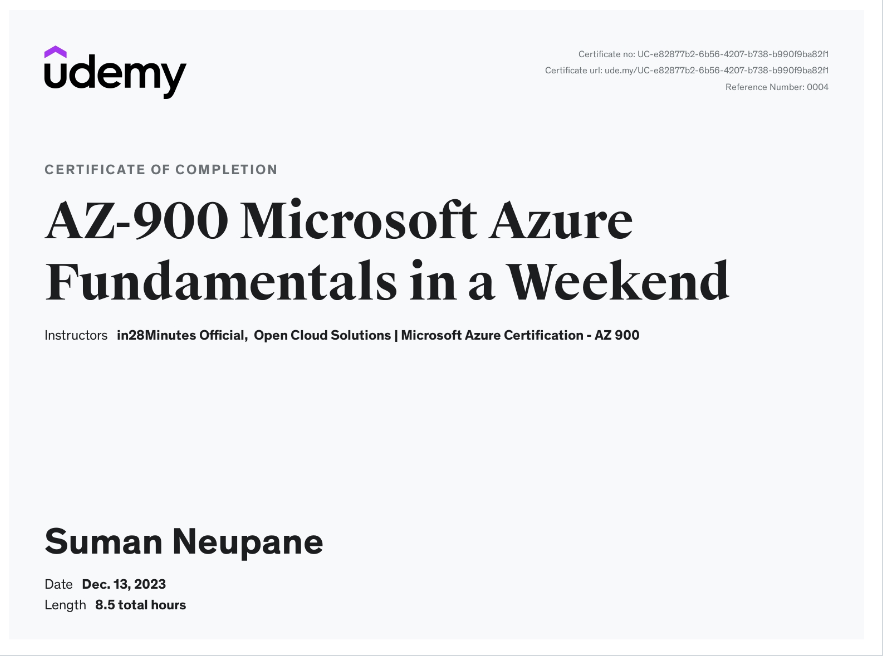 udemy
Certificate no: UC-e82877b2-6b56-4207-b738-b990f9ba82f1
Certificate url: ude.my/UC-e82877b2-6b56-4207-b738-b990f9ba82f1
Reference Number: 0004
CERTIFICATE OF COMPLETION
AZ-900 Microsoft Azure
Fundamentals in a Weekend
Instructors in28Minutes Official, Open Cloud Solutions | Microsoft Azure Certification - AZ 900
Suman Neupane
Date Dec. 13, 2023
Length 8.5 total hours